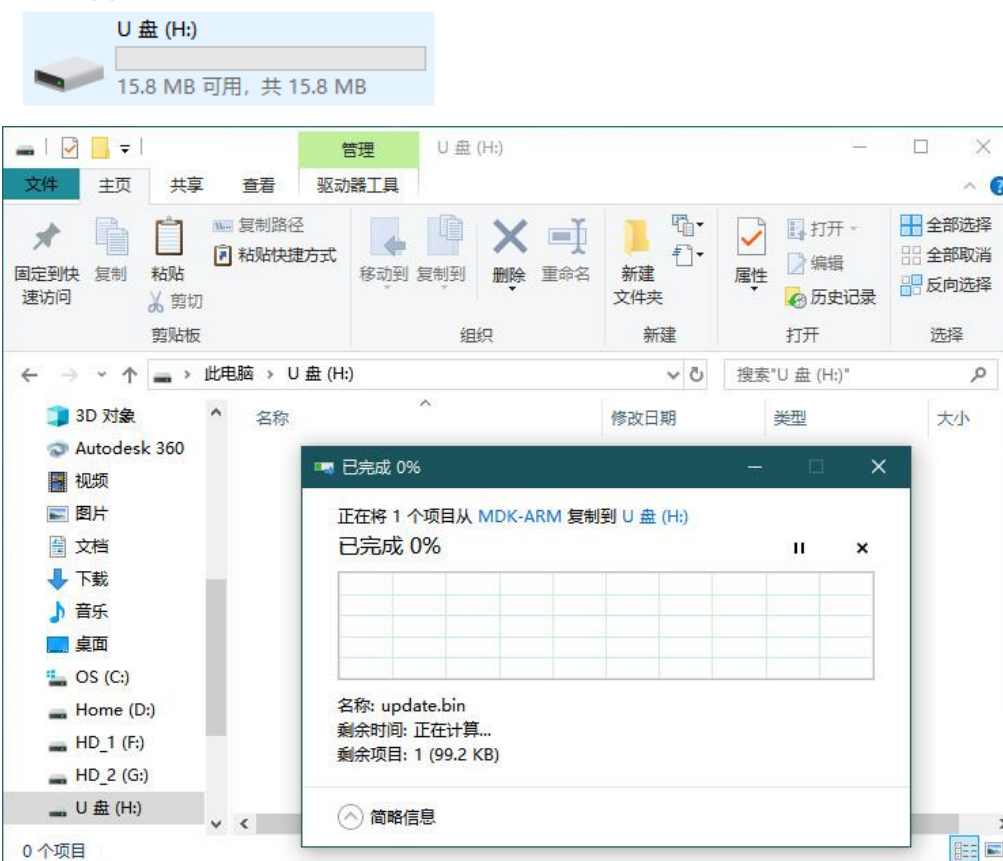 U 盘 (H:)
15.8 MB 可用，共 15.8 MB
管理
U 盘 (H:)
文件
主页
共享
查看
驱动器工具
固定到快
速访问
复制
粘贴
复制路径
粘贴快捷方式
剪切
移动到
复制到
删除
重命名
新建
文件夹
属性
打开
编辑
历史记录
全部选择
全部取消
反向选择
剪贴板
组织
新建
打开
选择
此电脑 › U 盘 (H:)
搜索"U 盘 (H:)"
名称
修改日期
类型
大小
3D 对象
Autodesk 360
视频
图片
文档
下载
音乐
桌面
OS (C:)
Home (D:)
HD_1 (F:)
HD_2 (G:)
U 盘 (H:)
已完成 0%
正在将 1 个项目从 MDK-ARM 复制到 U 盘 (H:)
已完成 0%
名称: update.bin
剩余时间: 正在计算...
剩余项目: 1 (99.2 KB)
简略信息
0 个项目